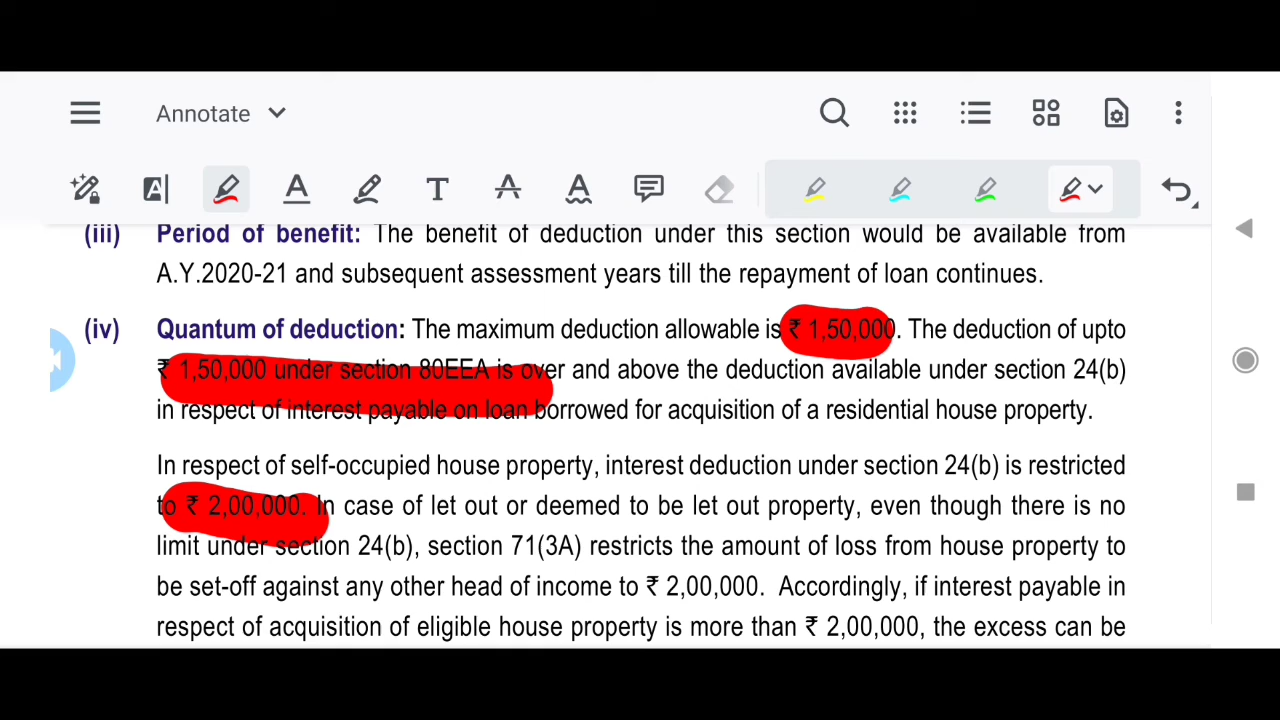 Annotate
(iii) Period of benefit: The benefit of deduction under this section would be available from
A.Y.2020-21 and subsequent assessment years till the repayment of loan continues.
(iv) Quantum of deduction: The maximum deduction allowable is ₹ 1,50,000. The deduction of upto
₹ 1,50,000 under section 80EEA is over and above the deduction available under section 24(b)
in respect of interest payable on loan borrowed for acquisition of a residential house property.
In respect of self-occupied house property, interest deduction under section 24(b) is restricted
to ₹ 2,00,000. In case of let out or deemed to be let out property, even though there is no
limit under section 24(b), section 71(3A) restricts the amount of loss from house property to
be set-off against any other head of income to ₹ 2,00,000. Accordingly, if interest payable in
respect of acquisition of eligible house property is more than ₹ 2,00,000, the excess can be